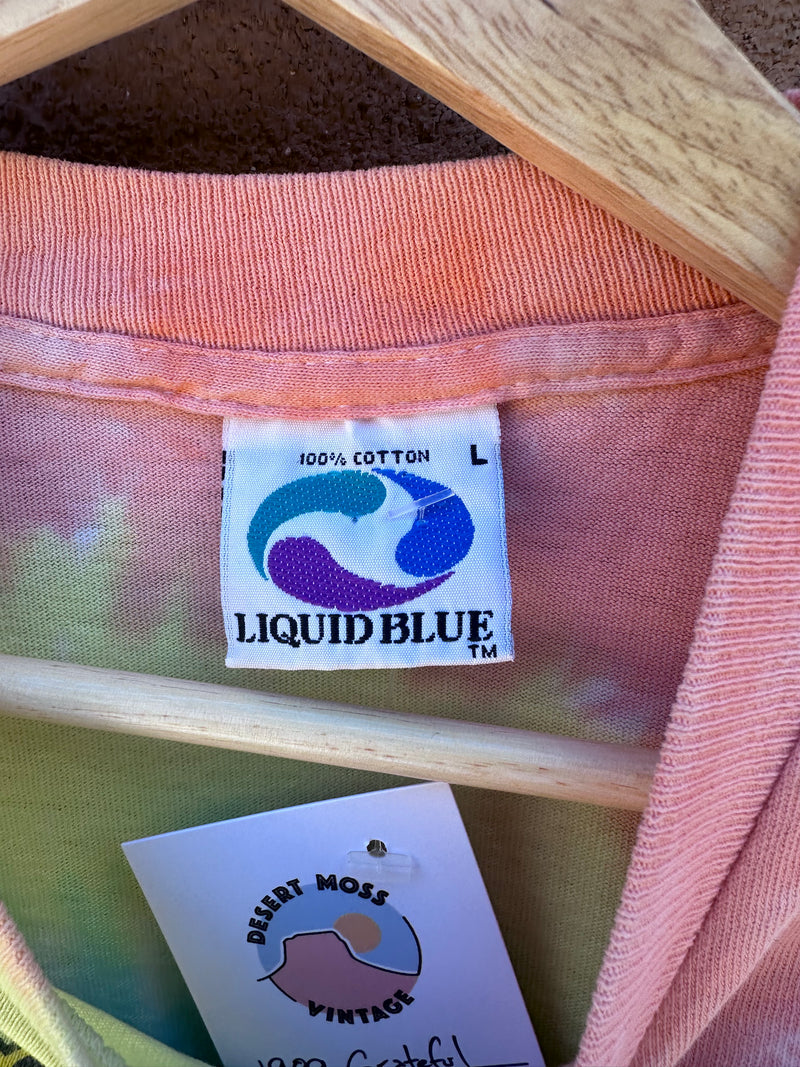 100% COTTON L
LIQUID BLUE
TM
DESERT MOSS
VINTAGE
Grateful